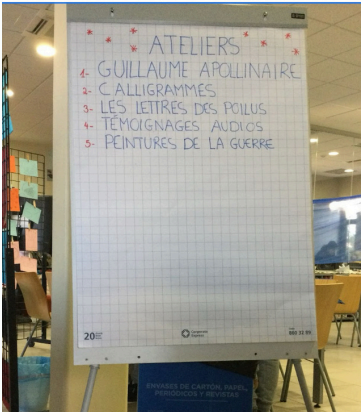 ATELIERS
1- GUILLAUME APOLLINAIRE
2- CALLIGRAMMES
3- LES LETTRES DES POILUS
4- TÉMOIGNAGES AUDIOS
5- PEINTURES DE LA GUERRE
20
ENVASES DE CARTÓN, PAPEL,
PERIÓDICOS Y REVISTAS